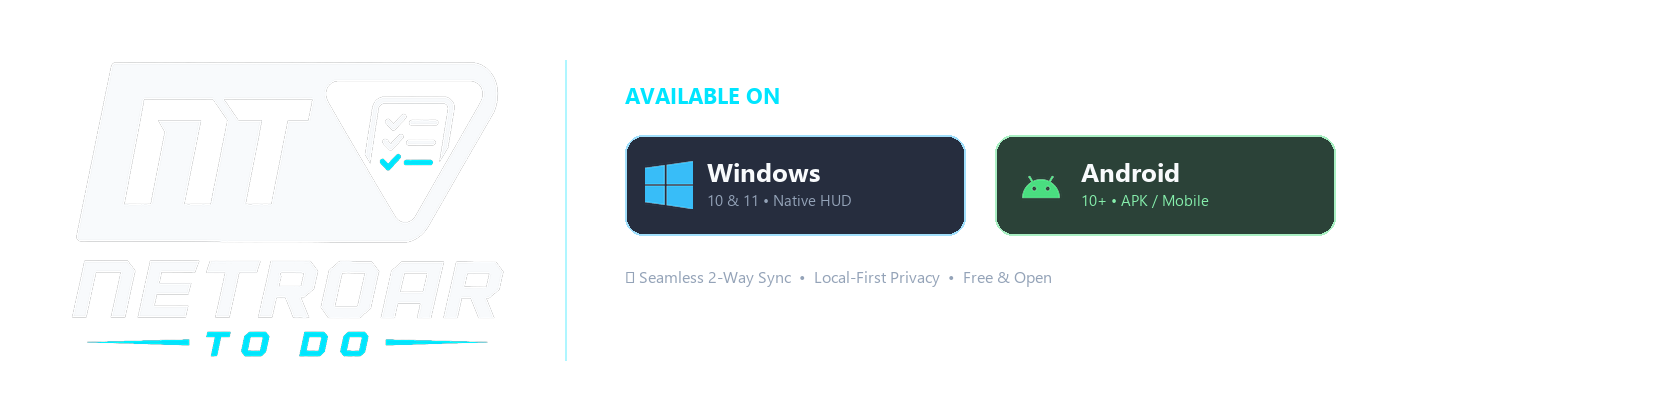 NT
NETROAR
TO DO
AVAILABLE ON
Windows
10 & 11 • Native HUD
Android
10+ • APK / Mobile
Seamless 2-Way Sync • Local-First Privacy • Free & Open